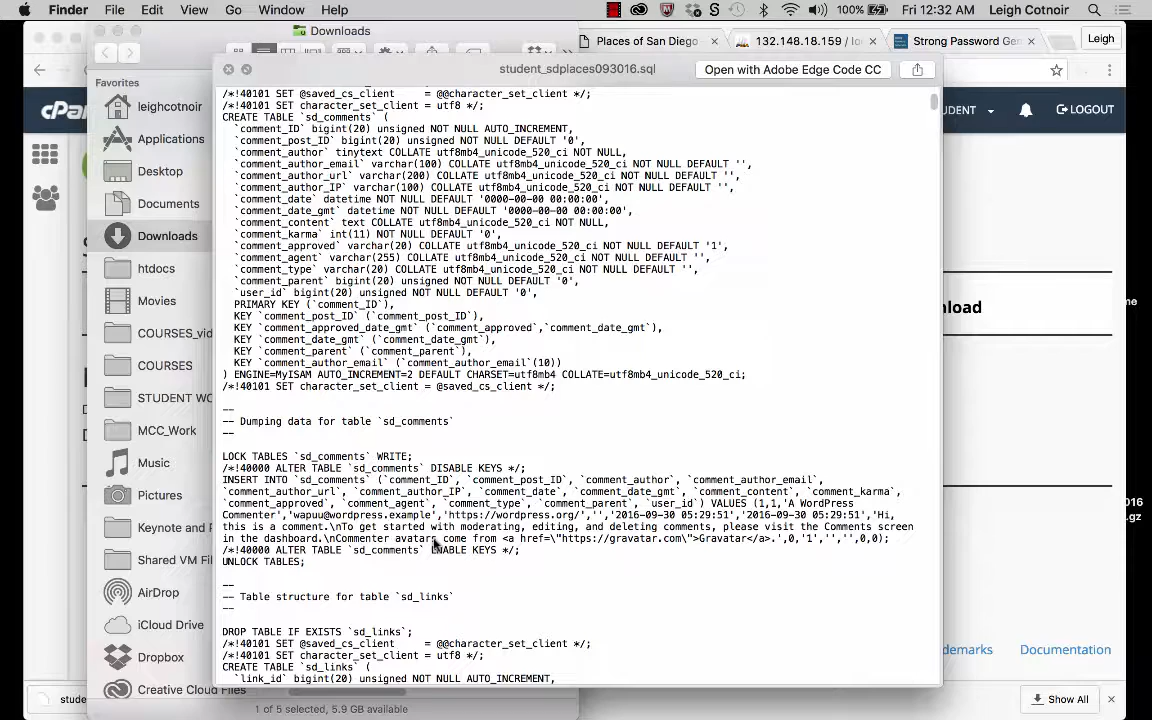 Finder File Edit View Go Window Help
100% Fri 12:32 AM Leigh Cotnoir
Downloads
Places of San Diego
132.148.18.159 / lo
Strong Password Gen
Leigh
student_sdplaces093016.sql
Open with Adobe Edge Code CC
cPa
LOGOUT
Favorites
leighcotnoir
Applications
Desktop
Documents
Downloads
htdocs
Movies
COURSES_vid
COURSES
STUDENT WO
MCC_Work
Music
Pictures
Keynote and P
Shared VM Fi
AirDrop
iCloud Drive
Dropbox
Creative Cloud Files
/*!40101 SET @saved_cs_client     = @@character_set_client */;
/*!40101 SET character_set_client = utf8 */;
CREATE TABLE `sd_comments` (
`comment_ID` bigint(20) unsigned NOT NULL AUTO_INCREMENT,
`comment_post_ID` bigint(20) unsigned NOT NULL DEFAULT '0',
`comment_author` tinytext COLLATE utf8mb4_unicode_520_ci NOT NULL,
`comment_author_email` varchar(100) COLLATE utf8mb4_unicode_520_ci NOT NULL DEFAULT '',
`comment_author_url` varchar(200) COLLATE utf8mb4_unicode_520_ci NOT NULL DEFAULT '',
`comment_author_IP` varchar(100) COLLATE utf8mb4_unicode_520_ci NOT NULL DEFAULT '',
`comment_date` datetime NOT NULL DEFAULT '0000-00-00 00:00:00',
`comment_date_gmt` datetime NOT NULL DEFAULT '0000-00-00 00:00:00',
`comment_content` text COLLATE utf8mb4_unicode_520_ci NOT NULL,
`comment_karma` int(11) NOT NULL DEFAULT '0',
`comment_approved` varchar(20) COLLATE utf8mb4_unicode_520_ci NOT NULL DEFAULT '1',
`comment_agent` varchar(255) COLLATE utf8mb4_unicode_520_ci NOT NULL DEFAULT '',
`comment_type` varchar(20) COLLATE utf8mb4_unicode_520_ci NOT NULL DEFAULT '',
`comment_parent` bigint(20) unsigned NOT NULL DEFAULT '0',
`user_id` bigint(20) unsigned NOT NULL DEFAULT '0',
PRIMARY KEY (`comment_ID`),
KEY `comment_post_ID` (`comment_post_ID`),
KEY `comment_approved_date_gmt` (`comment_approved`,`comment_date_gmt`),
KEY `comment_date_gmt` (`comment_date_gmt`),
KEY `comment_parent` (`comment_parent`),
KEY `comment_author_email` (`comment_author_email`(10))
) ENGINE=MyISAM AUTO_INCREMENT=2 DEFAULT CHARSET=utf8mb4 COLLATE=utf8mb4_unicode_520_ci;
/*!40101 SET character_set_client = @saved_cs_client */;
--
-- Dumping data for table `sd_comments`
--
LOCK TABLES `sd_comments` WRITE;
/*!40000 ALTER TABLE `sd_comments` DISABLE KEYS */;
INSERT INTO `sd_comments` (`comment_ID`, `comment_post_ID`, `comment_author`, `comment_author_email`,
`comment_author_url`, `comment_author_IP`, `comment_date`, `comment_date_gmt`, `comment_content`, `comment_karma`,
`comment_approved`, `comment_agent`, `comment_type`, `comment_parent`, `user_id`) VALUES (1,1,'A WordPress
Commenter','wapuu@wordpress.example','https://wordpress.org/','','2016-09-30 05:29:51','2016-09-30 05:29:51','Hi,
this is a comment.\nTo get started with moderating, editing, and deleting comments, please visit the Comments screen
in the dashboard.\nCommenter avatars come from <a href=\"https://gravatar.com\">Gravatar</a>.',0,'1','','',0,0);
/*!40000 ALTER TABLE `sd_comments` ENABLE KEYS */;
UNLOCK TABLES;
--
-- Table structure for table `sd_links`
--
DROP TABLE IF EXISTS `sd_links`;
/*!40101 SET @saved_cs_client     = @@character_set_client */;
/*!40101 SET character_set_client = utf8 */;
CREATE TABLE `sd_links` (
`link_id` bigint(20) unsigned NOT NULL AUTO_INCREMENT,
nload
me
016
.gz
demarks Documentation
stude
1 of 5 selected, 5.9 GB available
Show All